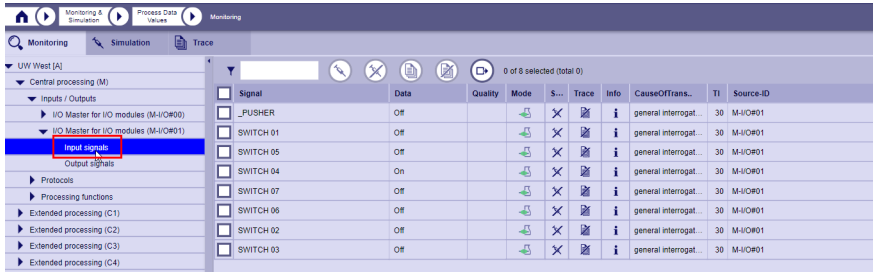 Monitoring & Simulation
Process Data Values
Monitoring
Monitoring
Simulation
Trace
UW West [A]
Central processing (M)
Inputs / Outputs
I/O Master for I/O modules (M-I/O#00)
I/O Master for I/O modules (M-I/O#01)
Input signals
Output signals
Protocols
Processing functions
Extended processing (C1)
Extended processing (C2)
Extended processing (C3)
Extended processing (C4)
0 of 8 selected (total 0)
Signal Data Quality Mode S... Trace Info CauseOfTrans.. TI Source-ID
_PUSHER Off i general interrogat... 30 M-I/O#01
SWITCH 01 Off i general interrogat... 30 M-I/O#01
SWITCH 05 Off i general interrogat... 30 M-I/O#01
SWITCH 04 On i general interrogat... 30 M-I/O#01
SWITCH 07 Off i general interrogat... 30 M-I/O#01
SWITCH 06 Off i general interrogat... 30 M-I/O#01
SWITCH 02 Off i general interrogat... 30 M-I/O#01
SWITCH 03 Off i general interrogat... 30 M-I/O#01